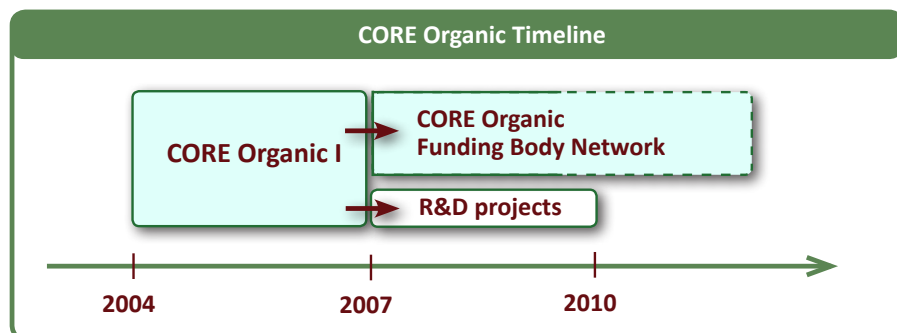 CORE Organic Timeline
CORE Organic I
CORE Organic
Funding Body Network
R&D projects
2004
2007
2010